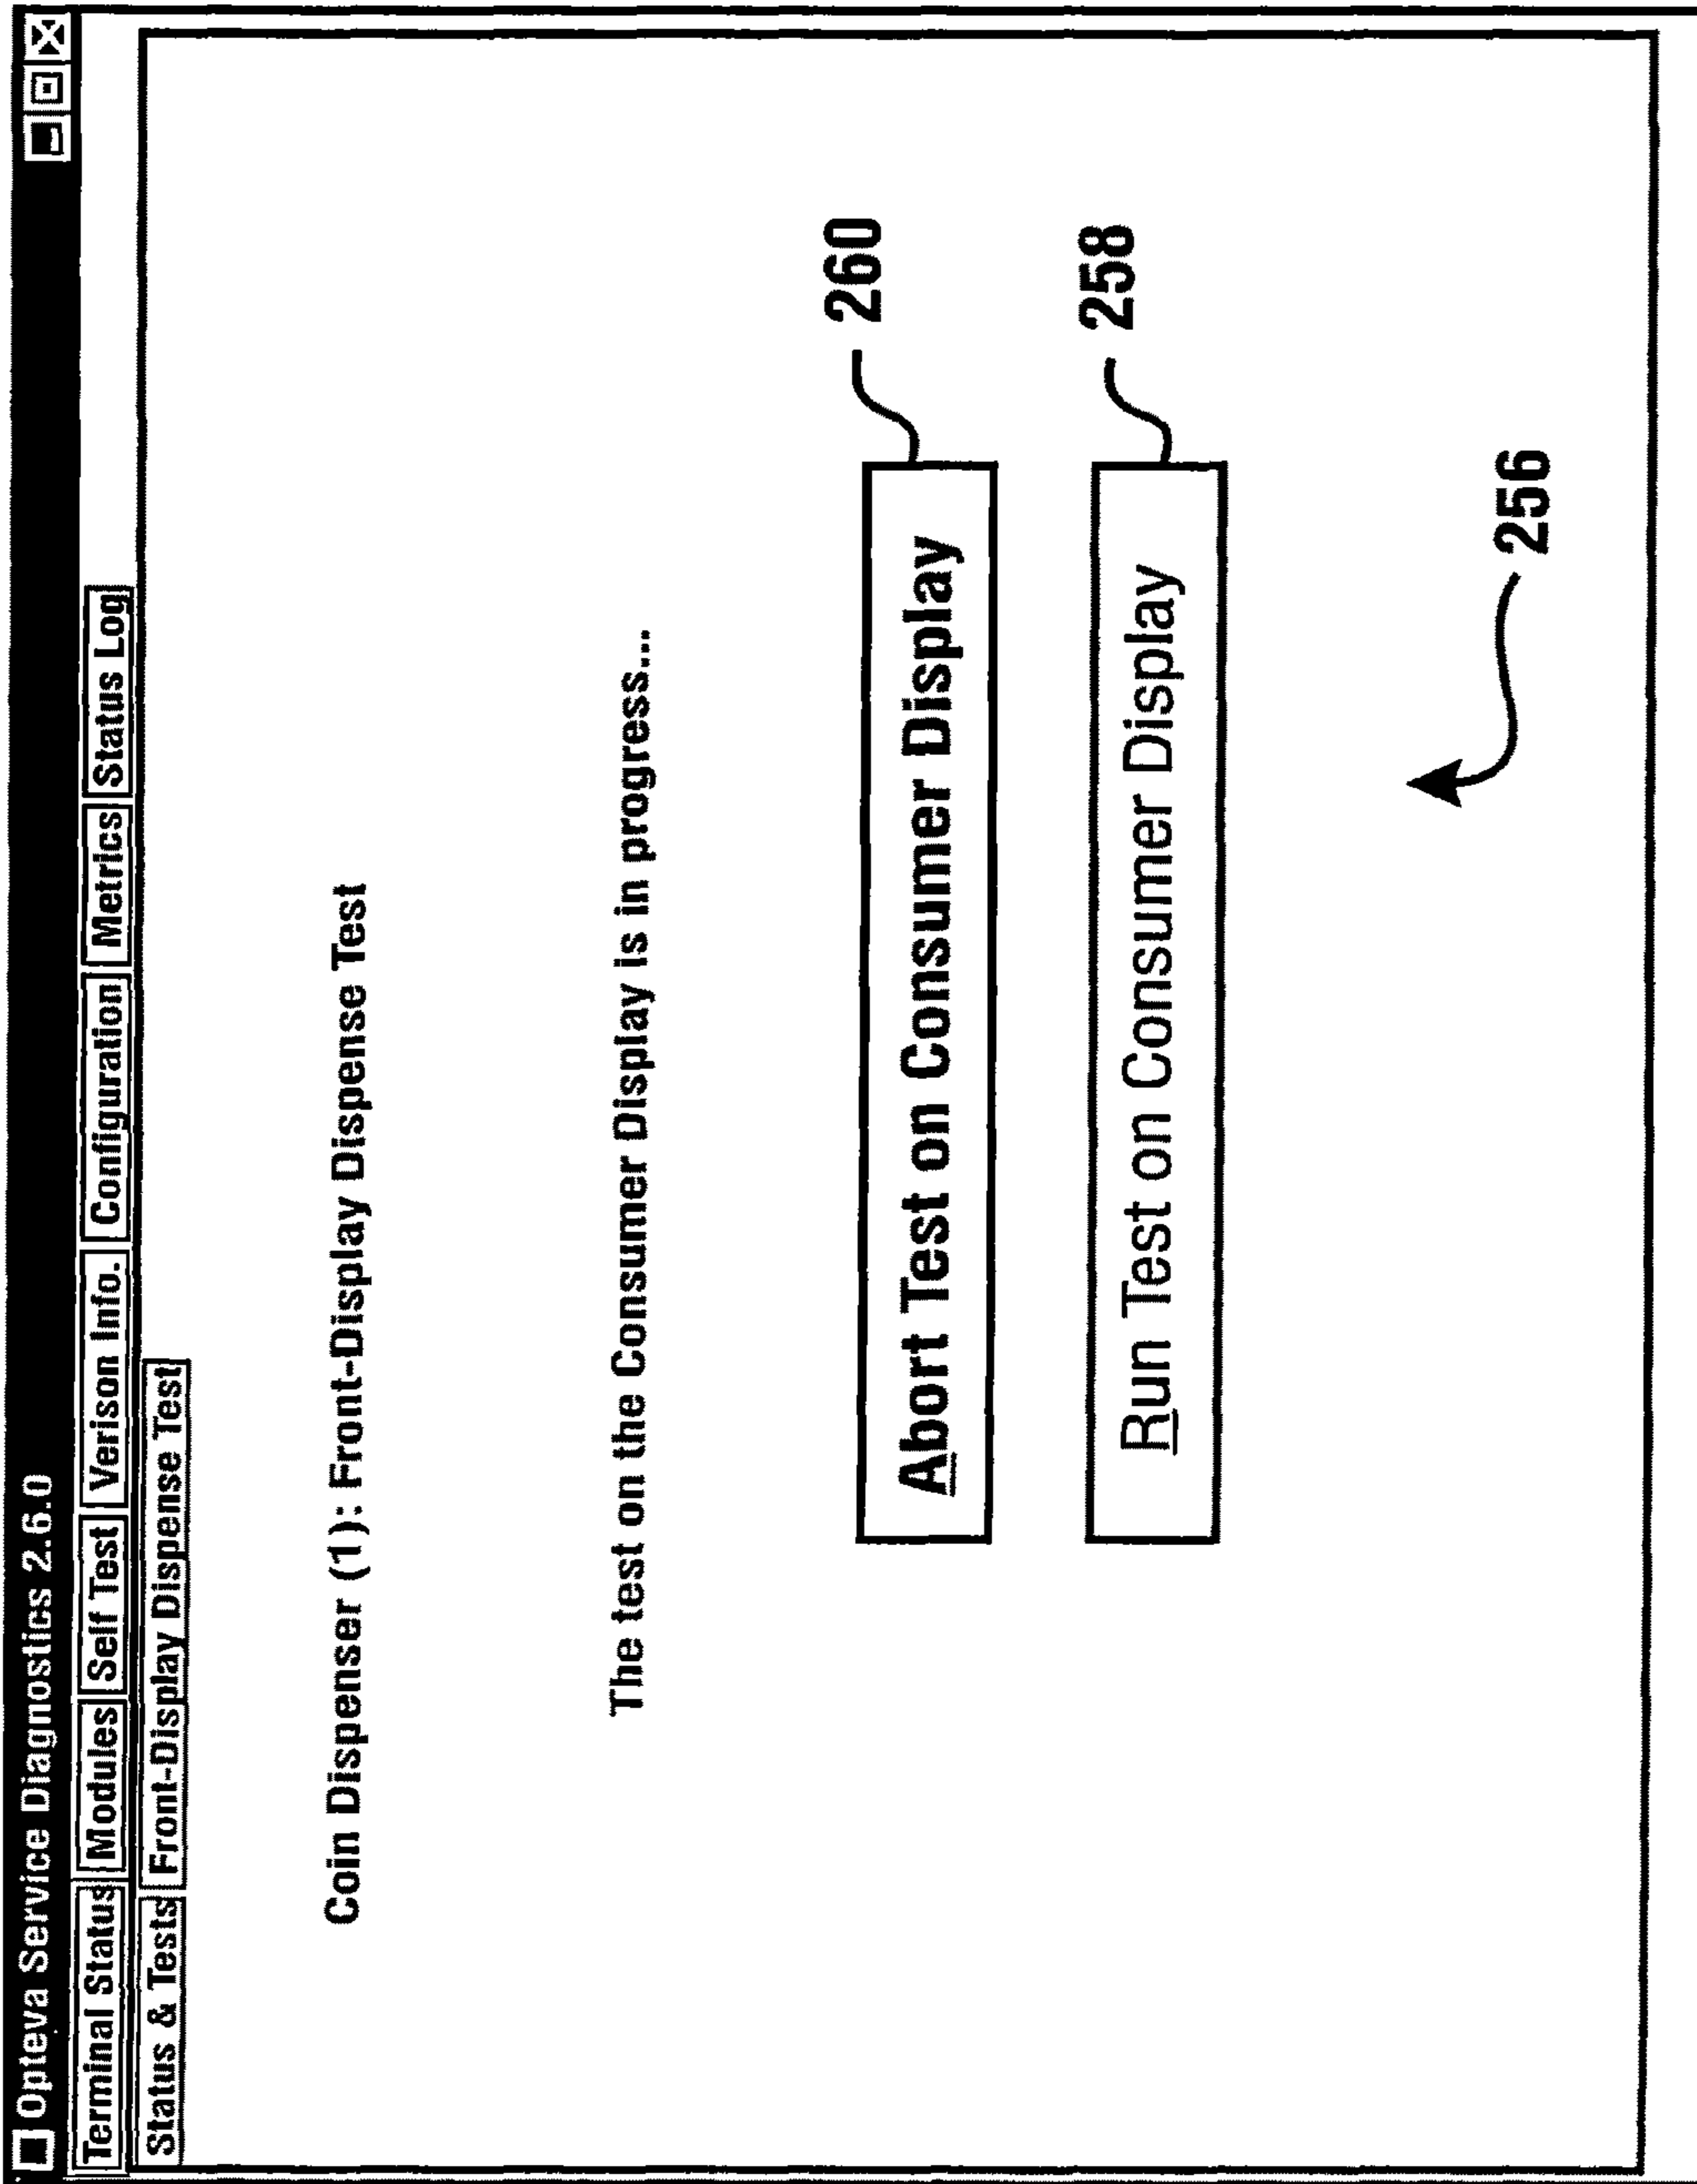 Opteva Service Diagnostics 2.6.0
Terminal Status Modules Self Test Verison Info. Configuration Metrics Status Log
Status & Tests Front-Display Dispense Test
Coin Dispenser (1): Front-Display Dispense Test
The test on the Consumer Display is in progress...
260
Abort Test on Consumer Display
258
Run Test on Consumer Display
256